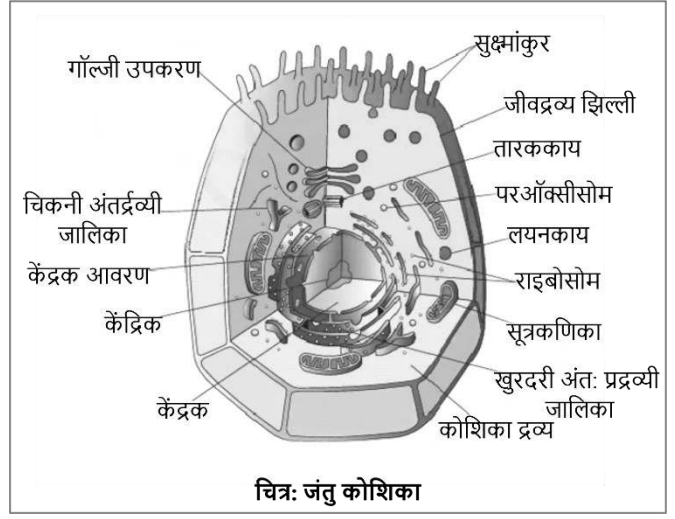 सुक्ष्मांकुर
गॉल्जी उपकरण
जीवद्रव्य झिल्ली
तारककाय
परऑक्सीसोम
चिकनी अंतर्द्रव्यी
जालिका
लयनकाय
केंद्रक आवरण
राइबोसोम
केंद्रिक
सूत्रकणिका
खुरदरी अंत: प्रद्रव्यी
जालिका
केंद्रक
कोशिका द्रव्य
चित्र: जंतु कोशिका